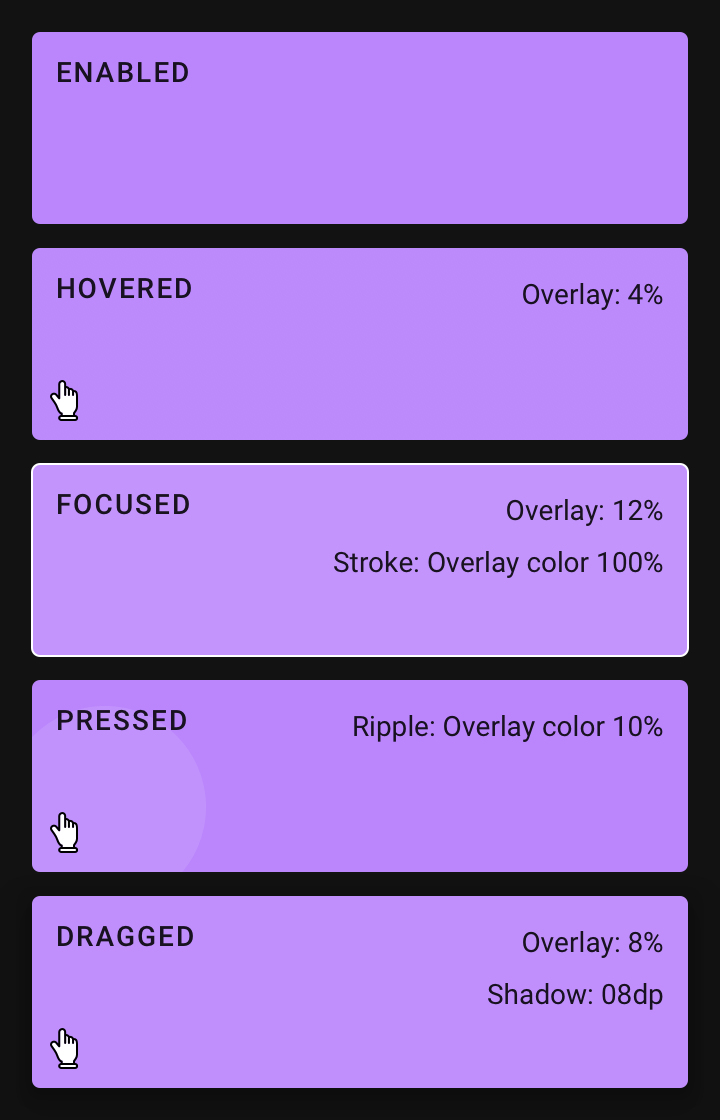 ENABLED
HOVERED
Overlay: 4%
FOCUSED
Overlay: 12%
Stroke: Overlay color 100%
PRESSED
Ripple: Overlay color 10%
DRAGGED
Overlay: 8%
Shadow: 08dp